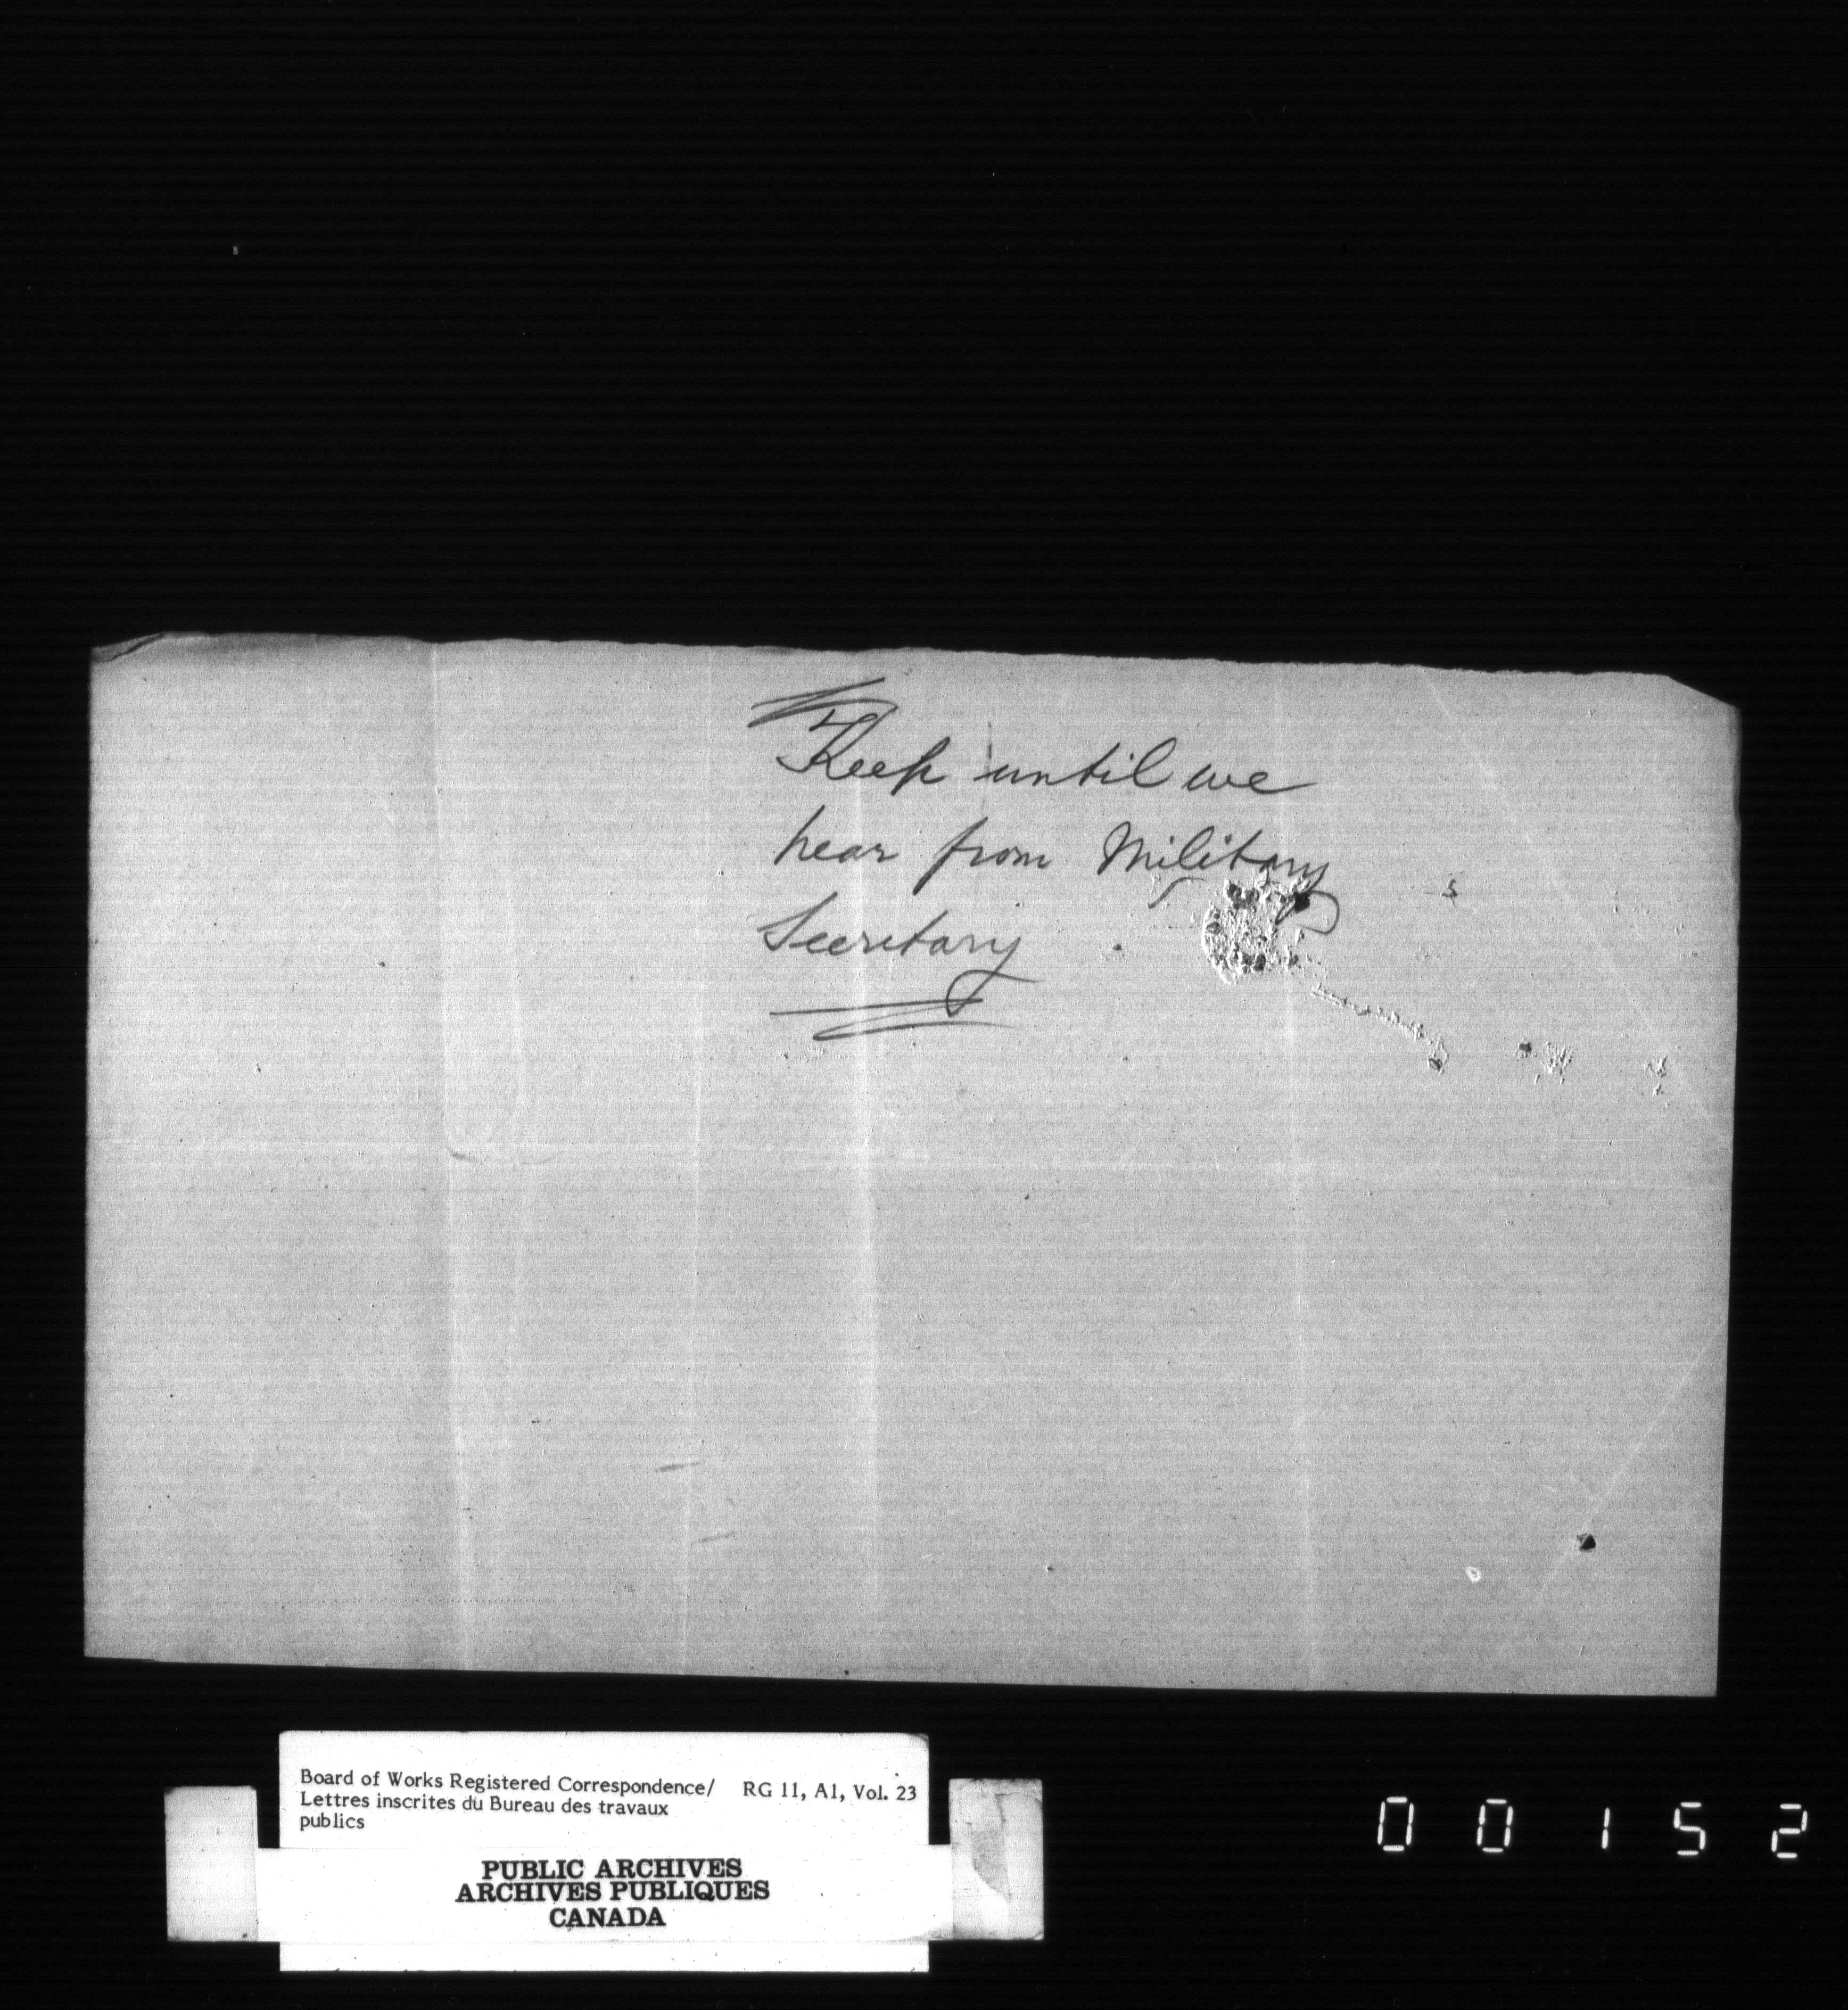 Keep until we
hear from Military
Secretary
Board of Works Registered Correspondence/ RG 11, A1, Vol. 23
Lettres inscrites du Bureau des travaux
publics
PUBLIC ARCHIVES
ARCHIVES PUBLIQUES
CANADA
00152